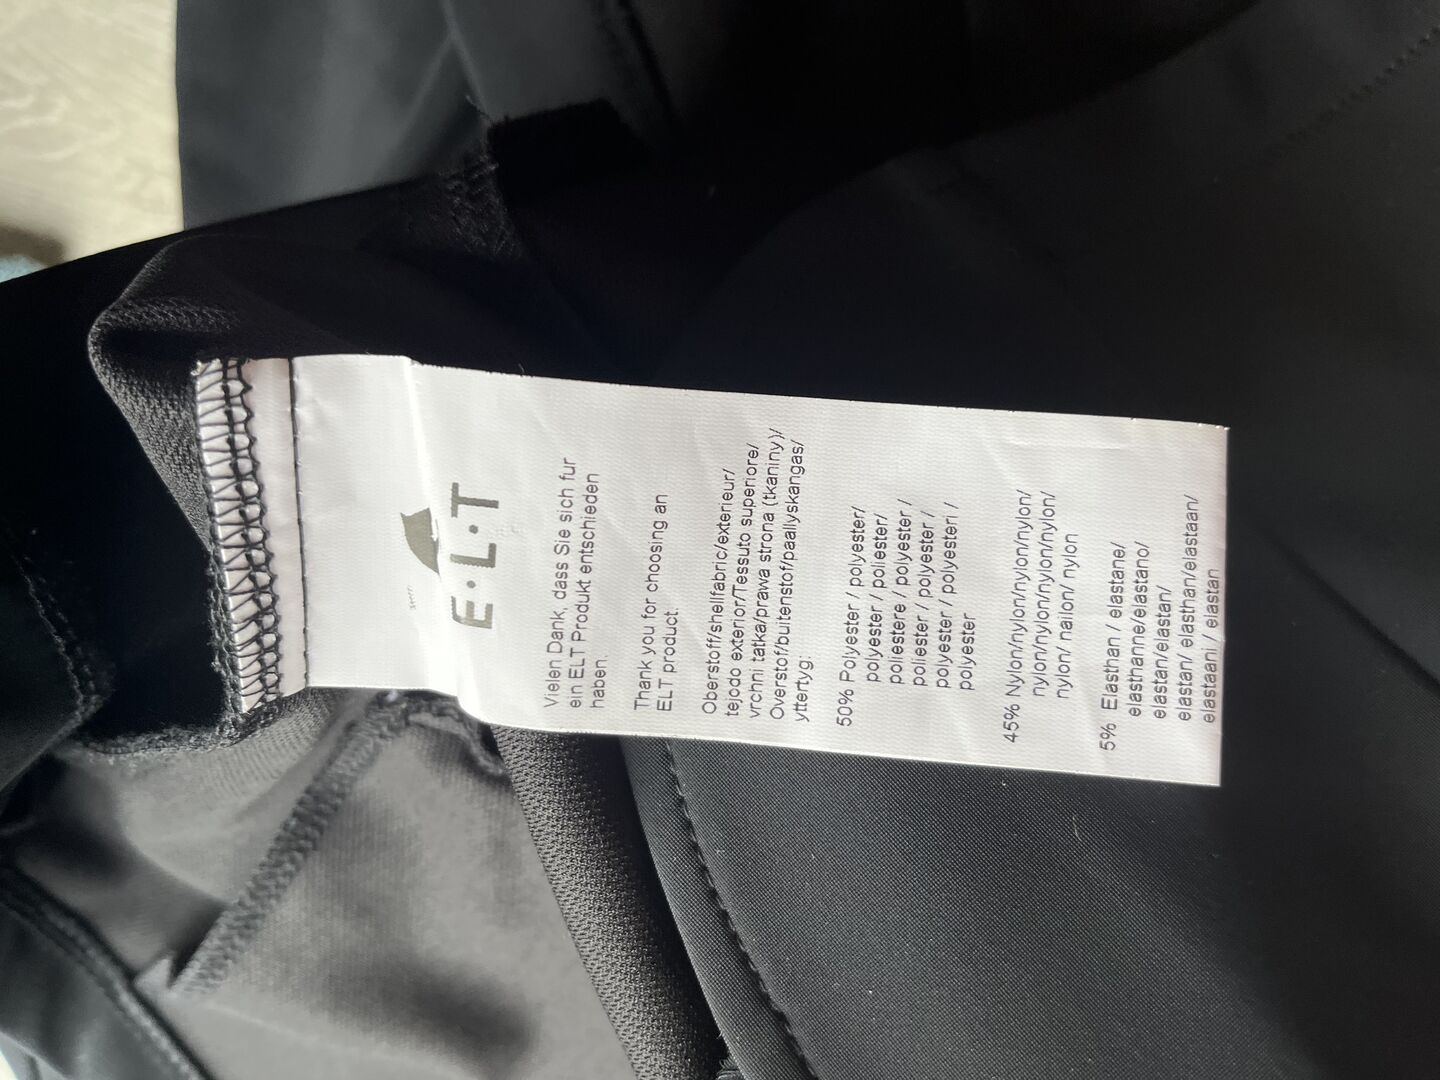 E·L·T
Vielen Dank, dass Sie sich fur
ein ELT Produkt entschieden
haben.
Thank you for choosing an
ELT product.
Oberstoff/shellfabric/exterieur/
tejodo exterior/Tessuto superiore/
vrchni tatka/prawa strona (tkaniny)/
Overstof/buitenstof/paallyskangas/
yttertyg:
50% Polyester / polyester/
polyester / poliester/
poliestere / polyester /
poliester / polyester /
polyester / polyesteri /
polyester
45% Nylon/nylon/nylon/nylon/
nylon/nylon/nylon/nylon/
nylon/ nailon/ nylon
5% Elasthan / elastane/
elasthanne/elastano/
elastan/elastan/
elastan/ elasthan/elastaan/
elastaani / elastan